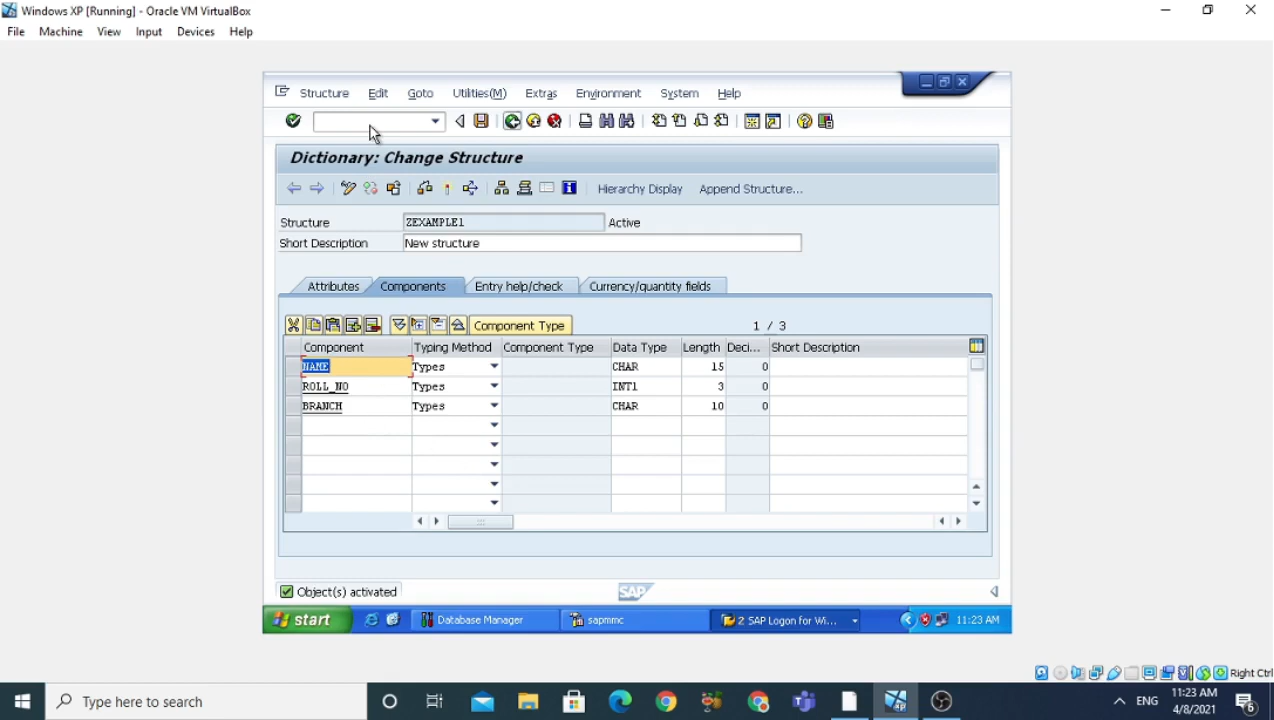 Windows XP [Running] - Oracle VM VirtualBox
File Machine View Input Devices Help
Structure Edit Goto Utilities(M) Extras Environment System Help
Dictionary: Change Structure
Hierarchy Display Append Structure...
Structure ZEXAMPLE1 Active
Short Description New structure
Attributes Components Entry help/check Currency/quantity fields
Component Type 1 / 3
Component Typing Method Component Type Data Type Length Deci... Short Description
NAME Types CHAR 15 0
ROLL_NO Types INT1 3 0
BRANCH Types CHAR 10 0
Object(s) activated SAP
start Database Manager sapmmc 2 SAP Logon for Wi... 11:23 AM
Right Ctrl
Type here to search ENG 11:23 AM
4/8/2021 6